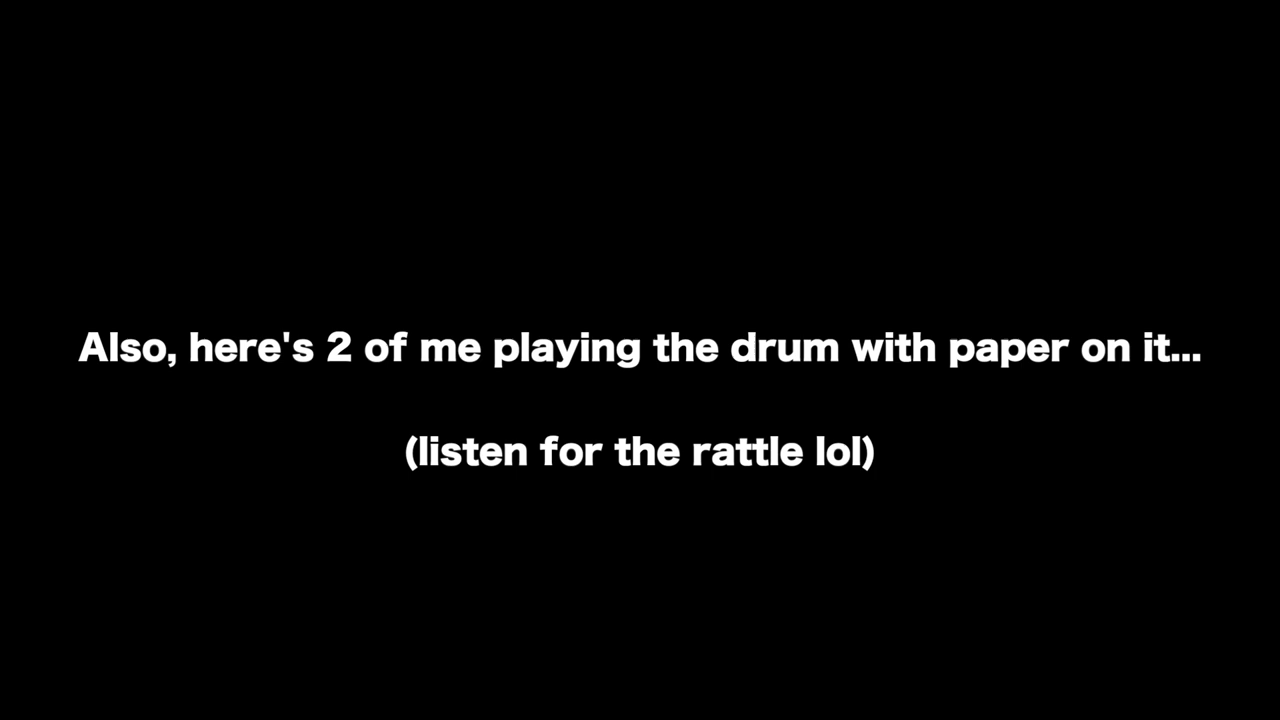 Also, here's 2 of me playing the drum with paper on it...
(listen for the rattle lol)